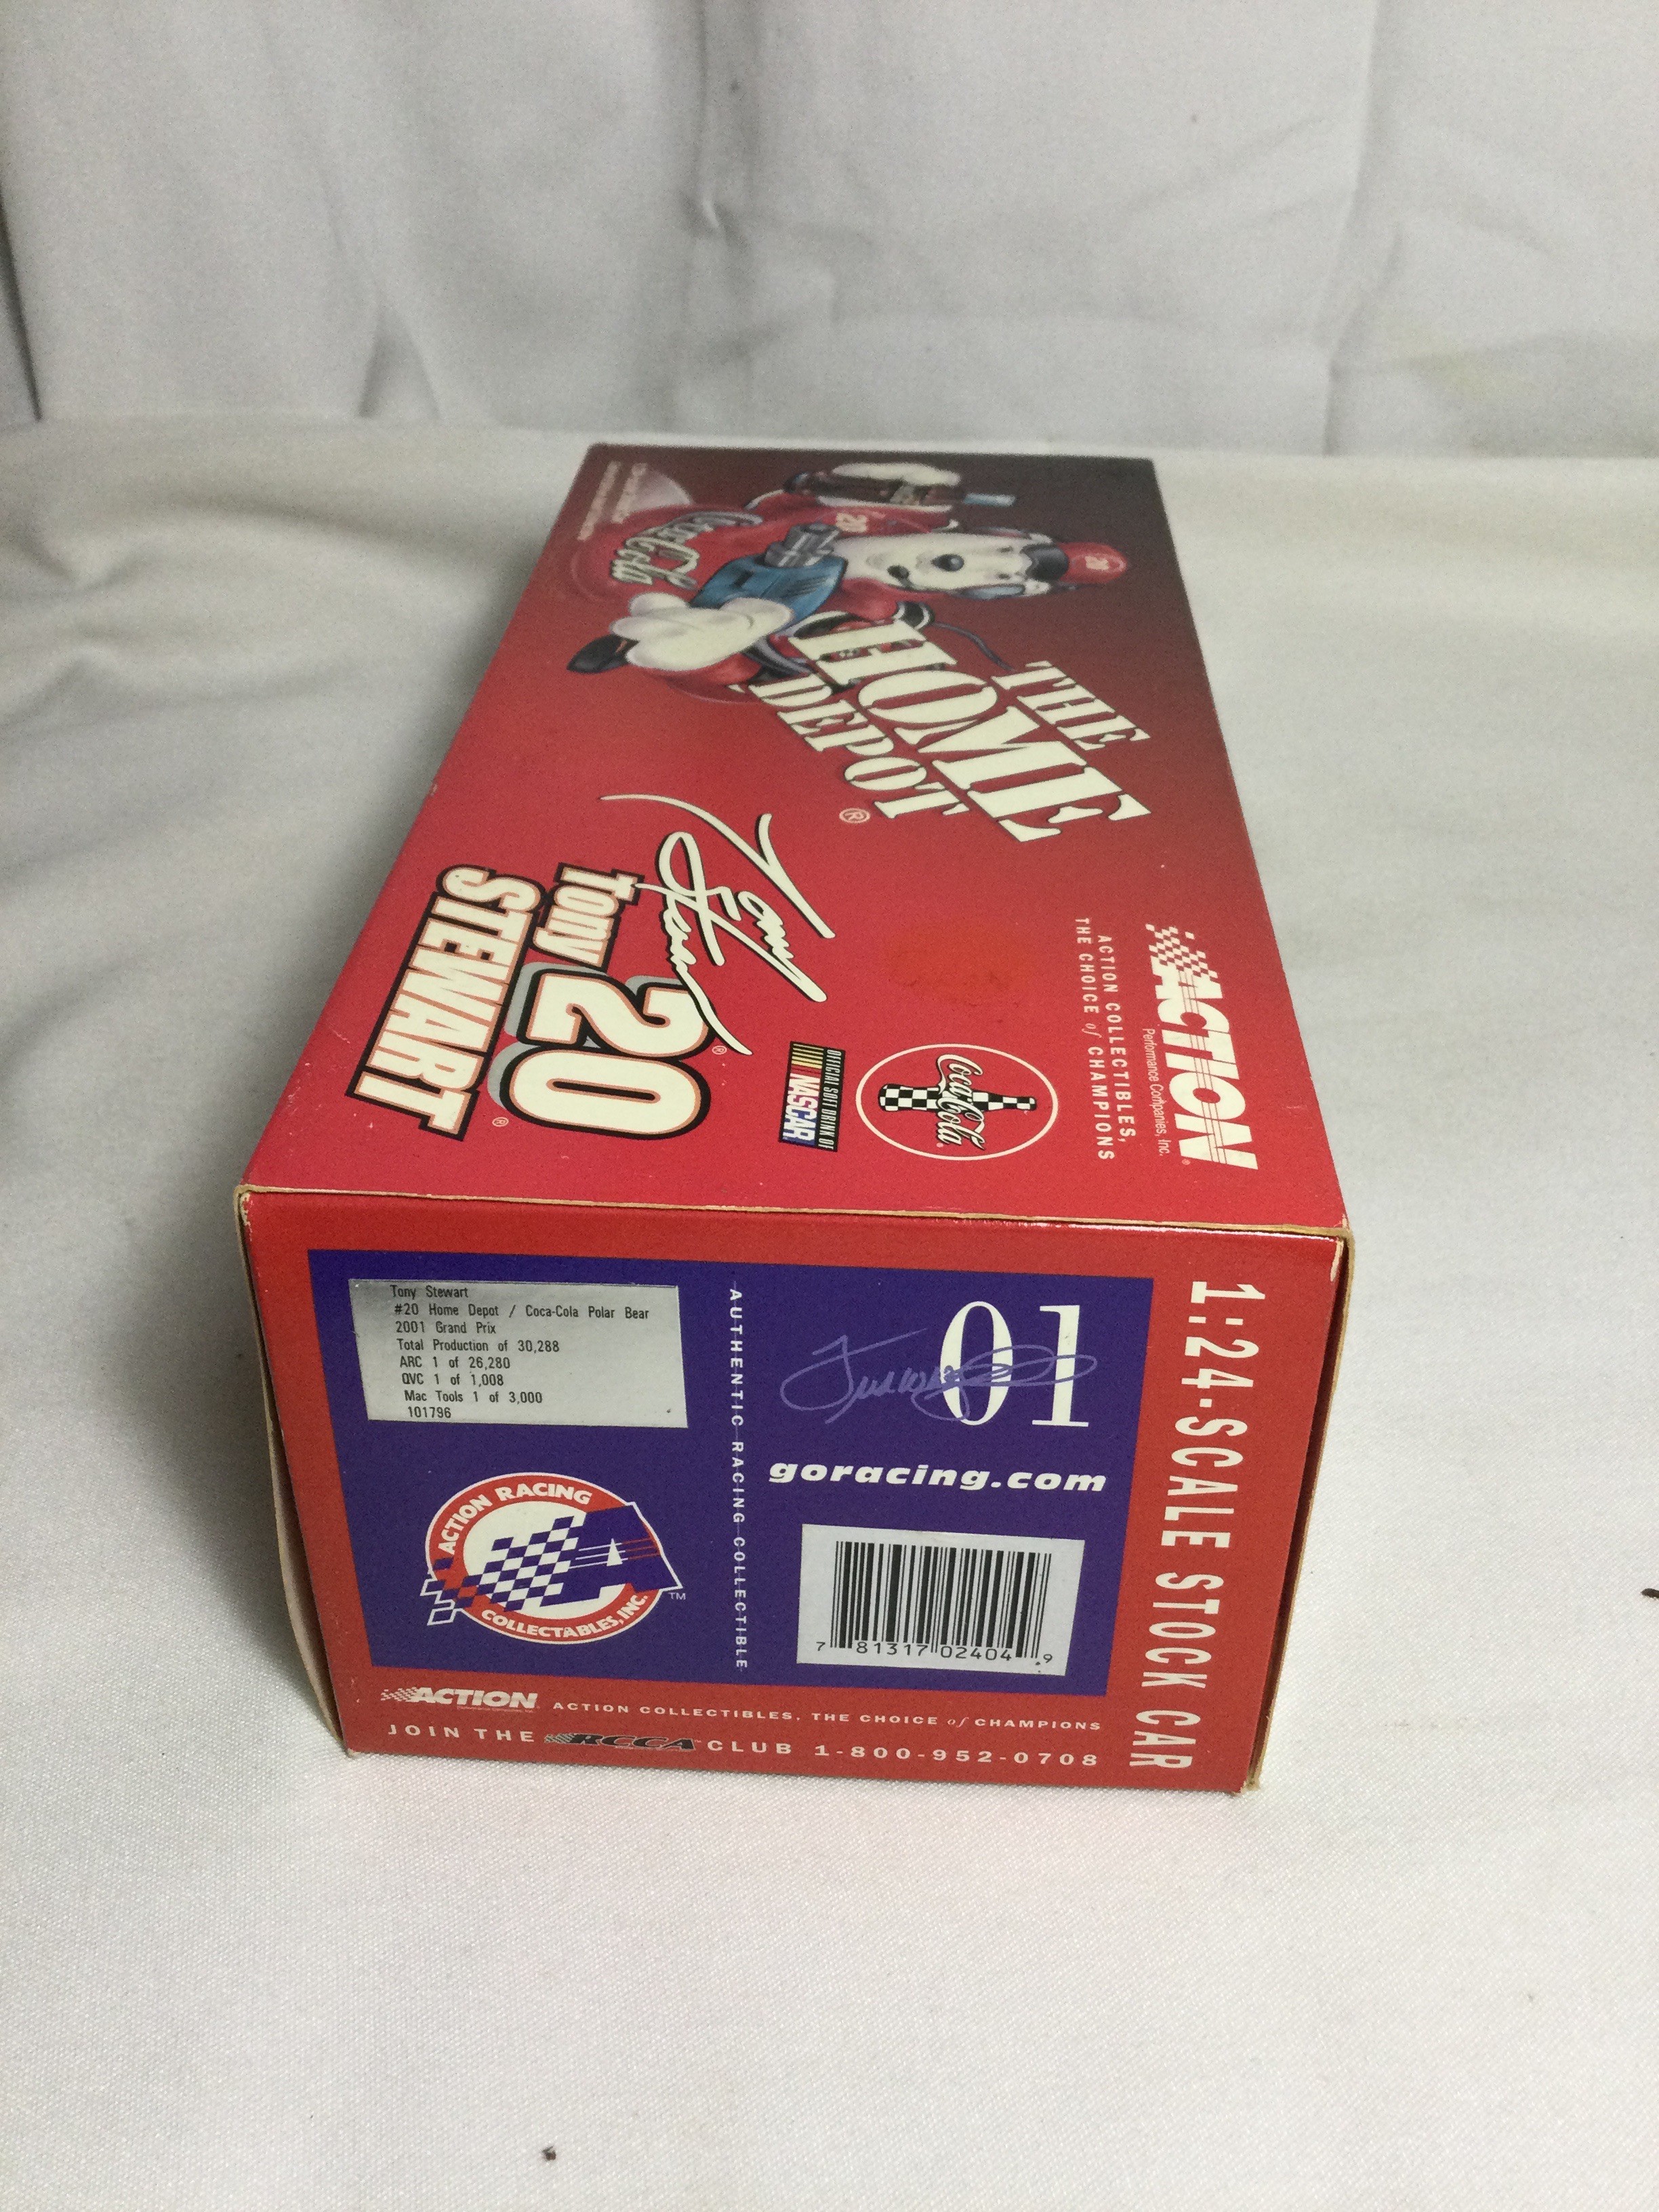 THE
HOME
DEPOT
®
Coca-Cola
20
20
Tony Stewart
Tony
STEWART
®
20
®
OFFICIAL SOFT DRINK OF
NASCAR
Coca-Cola
ACTION
Performance Companies, Inc.
ACTION COLLECTIBLES,
THE CHOICE of CHAMPIONS
Tony Stewart
#20 Home Depot / Coca-Cola Polar Bear
2001 Grand Prix
Total Production of 30,288
ARC 1 of 26,280
QVC 1 of 1,008
Mac Tools 1 of 3,000
101796
ACTION RACING
COLLECTABLES, INC.
TM
AUTHENTIC RACING COLLECTIBLE
01
goracing.com
7 81317 02404 9
1:24-SCALE STOCK CAR
ACTION ACTION COLLECTIBLES, THE CHOICE of CHAMPIONS
JOIN THE RCCA CLUB 1-800-952-0708